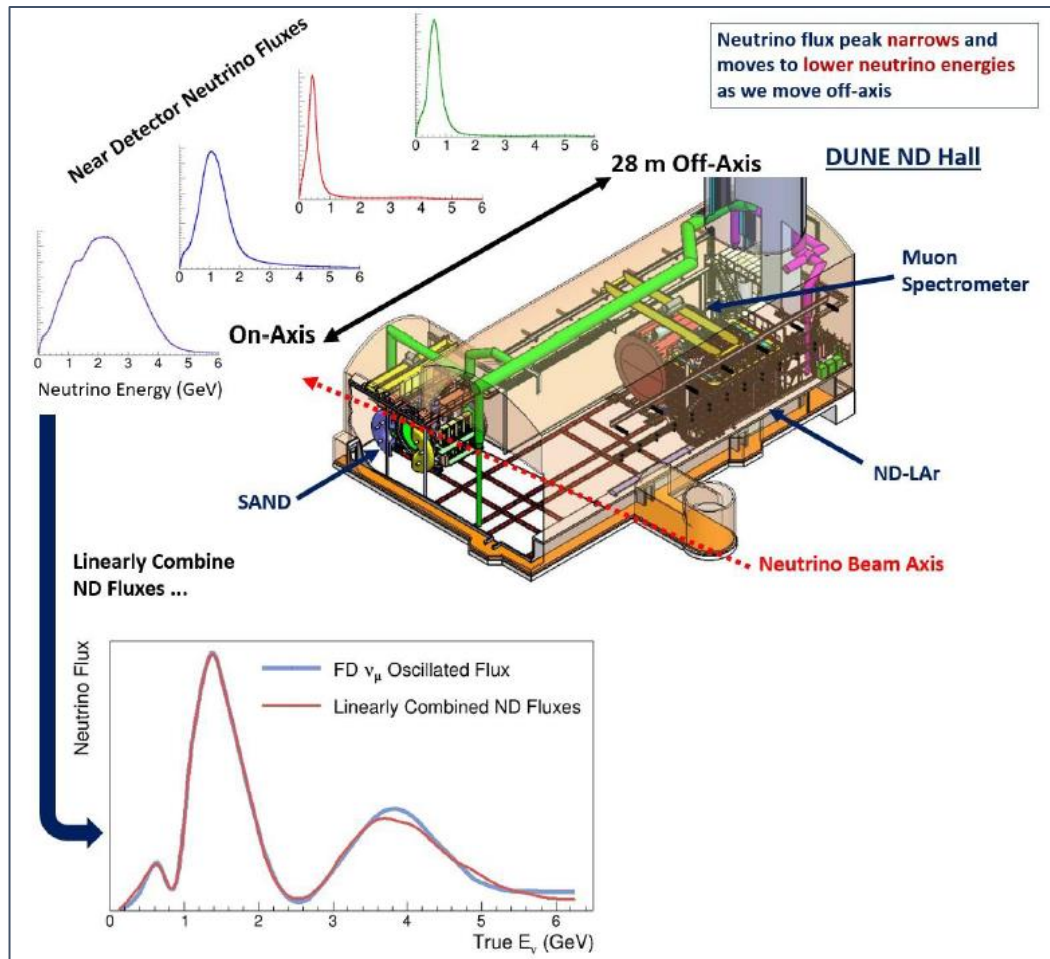 Near Detector Neutrino Fluxes
Neutrino flux peak narrows and
moves to lower neutrino energies
as we move off-axis
0 1 2 3 4 5 6
0 1 2 3 4 5 6
0 1 2 3 4 5 6
0 1 2 3 4 5 6
Neutrino Energy (GeV)
28 m Off-Axis
On-Axis
DUNE ND Hall
Muon
Spectrometer
ND-LAr
SAND
Neutrino Beam Axis
Linearly Combine
ND Fluxes ...
Neutrino Flux
FD νμ Oscillated Flux
Linearly Combined ND Fluxes
0 1 2 3 4 5 6
True Eν (GeV)